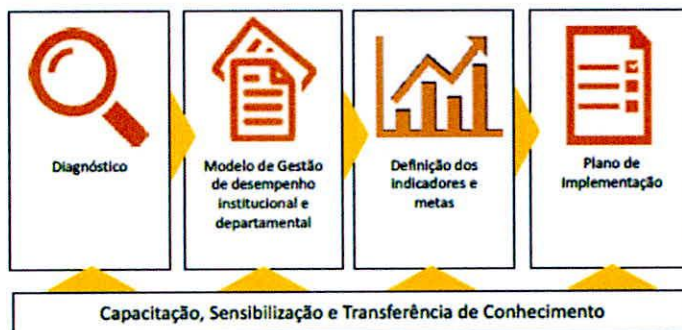 Diagnóstico
Modelo de Gestão
de desempenho
institucional e
departamental
Definição dos
indicadores e
metas
Plano de
Implementação
Capacitação, Sensibilização e Transferência de Conhecimento